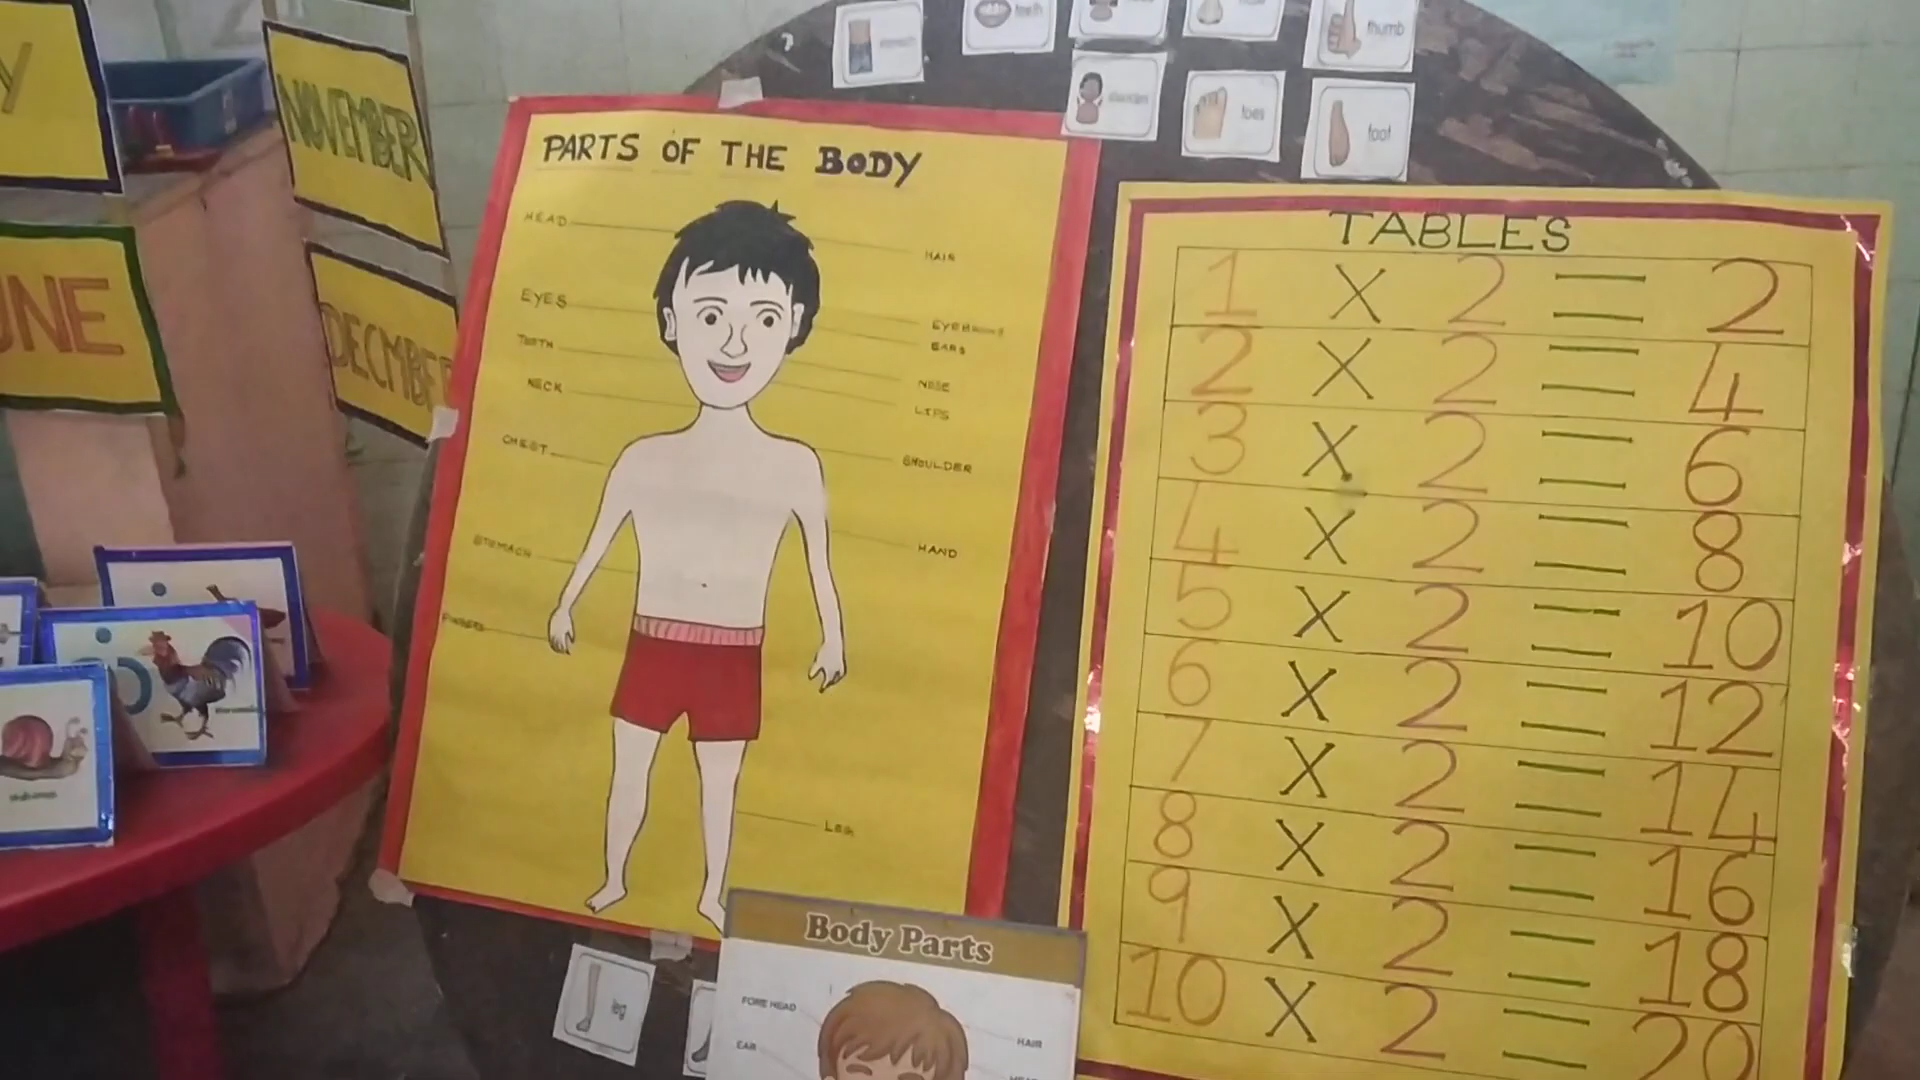 teeth
thumb
toes
foot
Y
NOVEMBER
UNE
DECMBER
PARTS OF THE BODY
HEAD
HAIR
EYES
EYEBROWS
EARS
TEETH
NOSE
NECK
LIPS
CHEST
SHOULDER
STOMACH
HAND
FINGERS
LEGS
TABLES
1 X 2 = 2
2 X 2 = 4
3 X 2 = 6
4 X 2 = 8
5 X 2 = 10
6 X 2 = 12
7 X 2 = 14
8 X 2 = 16
9 X 2 = 18
10 X 2 = 20
leg
Body Parts
FORE HEAD
HAIR
EAR